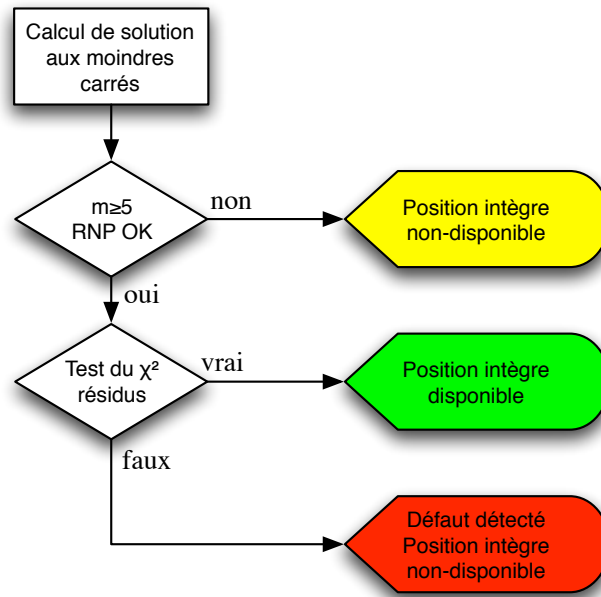 Calcul de solution
aux moindres
carrés
m≥5
RNP OK
non
Position intègre
non-disponible
oui
Test du χ²
résidus
vrai
Position intègre
disponible
faux
Défaut détecté
Position intègre
non-disponible